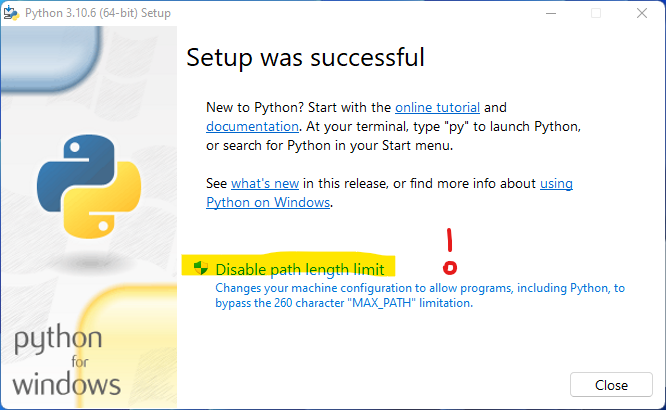 Python 3.10.6 (64-bit) Setup
Setup was successful
New to Python? Start with the online tutorial and
documentation. At your terminal, type "py" to launch Python,
or search for Python in your Start menu.
See what's new in this release, or find more info about using
Python on Windows.
Disable path length limit
!
Changes your machine configuration to allow programs, including Python, to
bypass the 260 character "MAX_PATH" limitation.
python
for
windows
Close